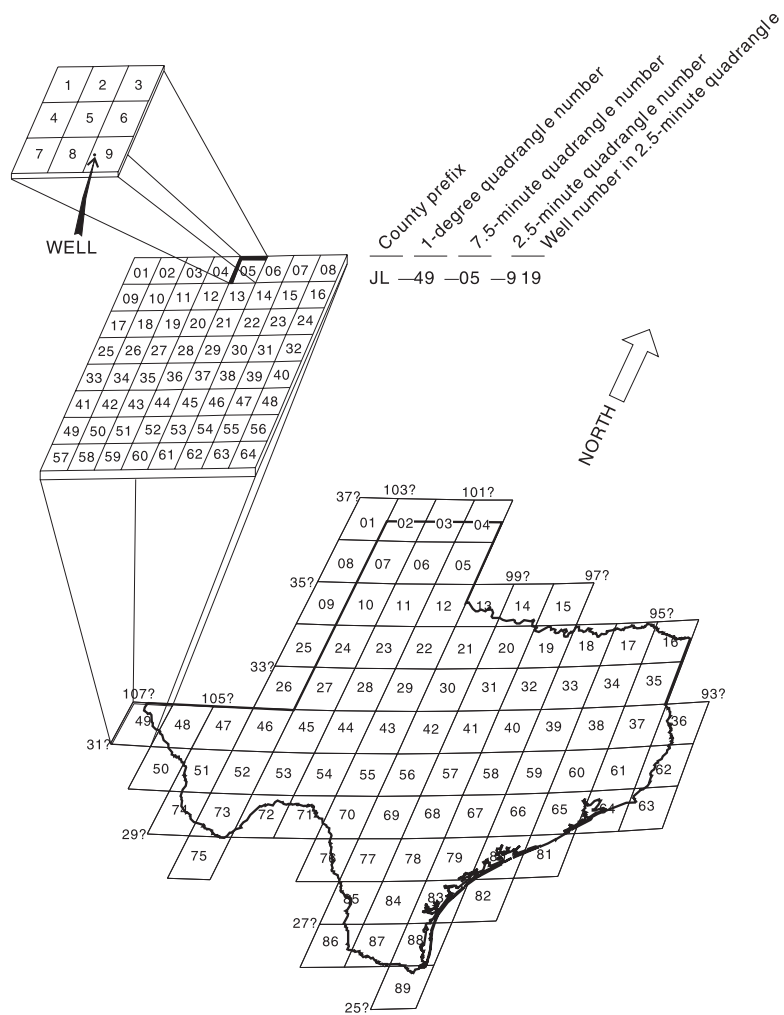 1 2 3
4 5 6
7 8 9
WELL
County prefix
1-degree quadrangle number
7.5-minute quadrangle number
2.5-minute quadrangle number
Well number in 2.5-minute quadrangle
JL —49 —05 —9 19
01 02 03 04 05 06 07 08
09 10 11 12 13 14 15 16
17 18 19 20 21 22 23 24
25 26 27 28 29 30 31 32
33 34 35 36 37 38 39 40
41 42 43 44 45 46 47 48
49 50 51 52 53 54 55 56
57 58 59 60 61 62 63 64
NORTH
37? 103? 101?
01 02 03 04
08 07 06 05
35? 99? 97?
09 10 11 12 13 14 15
95?
25 24 23 22 21 20 19 18 17 16
33?
26 27 28 29 30 31 32 33 34 35
107? 105? 93?
49 48 47 46 45 44 43 42 41 40 39 38 37 36
31?
50 51 52 53 54 55 56 57 58 59 60 61 62
74 73 72 71 70 69 68 67 66 65 64 63
29?
75 76 77 78 79 80 81
85 84 83 82
27?
86 87 88
89
25?